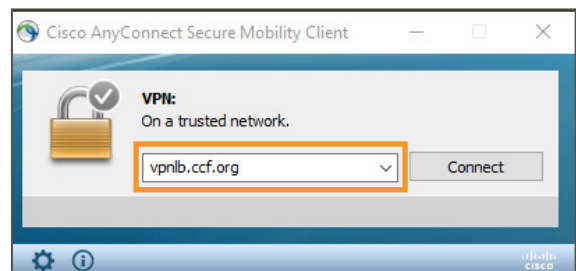 Cisco AnyConnect Secure Mobility Client
VPN:
On a trusted network.
vpnlb.ccf.org
Connect
cisco